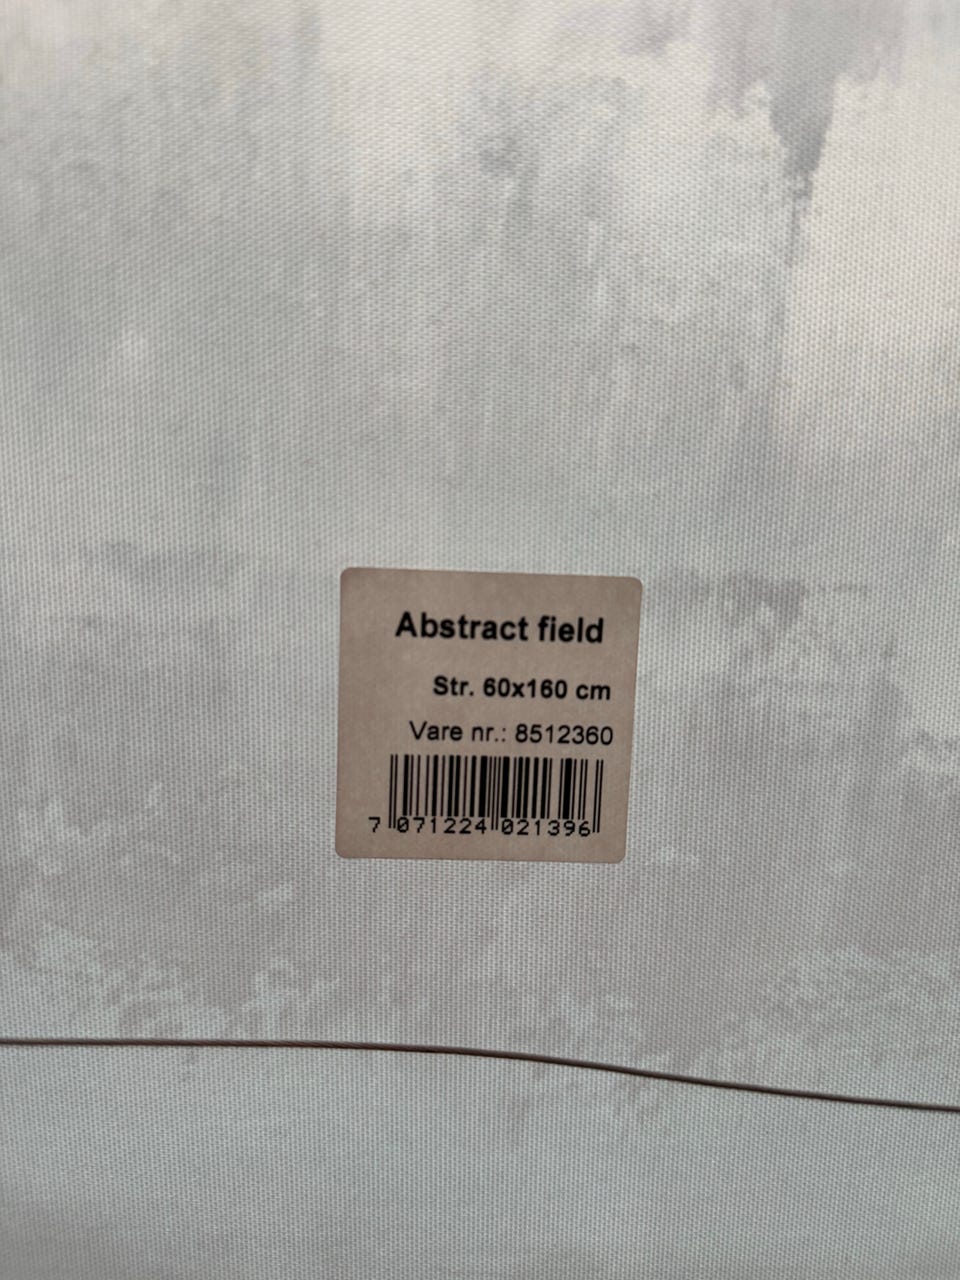 Abstract field
Str. 60x160 cm
Vare nr.: 8512360
7 071224 021396